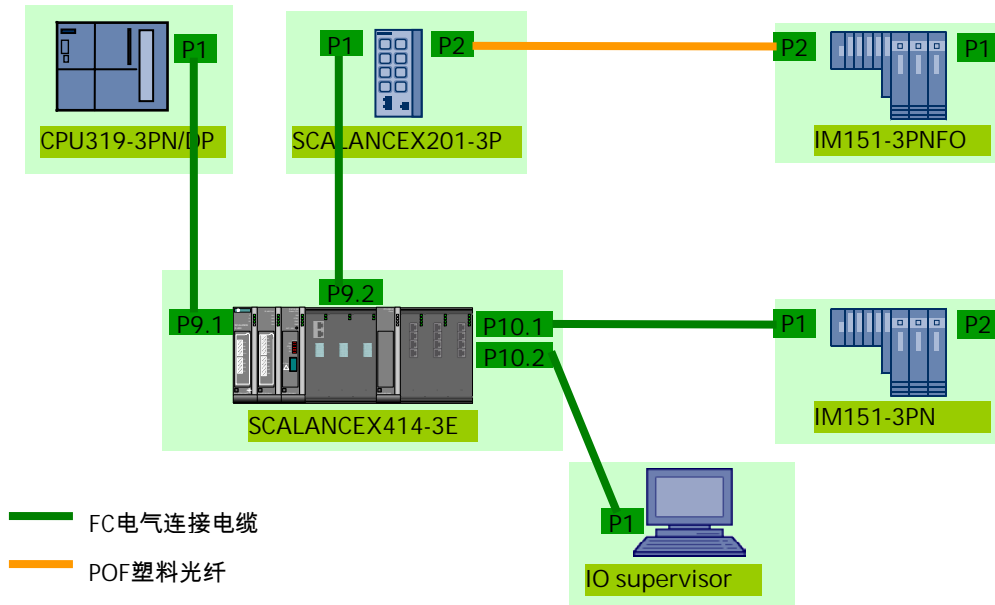 P1
P1
P2
P2
P1
CPU319-3PN/DP
SCALANCEX201-3P
IM151-3PNFO
P9.2
P9.1
P10.1
P1
P2
P10.2
SCALANCEX414-3E
IM151-3PN
P1
FC电气连接电缆
POF塑料光纤
IO supervisor